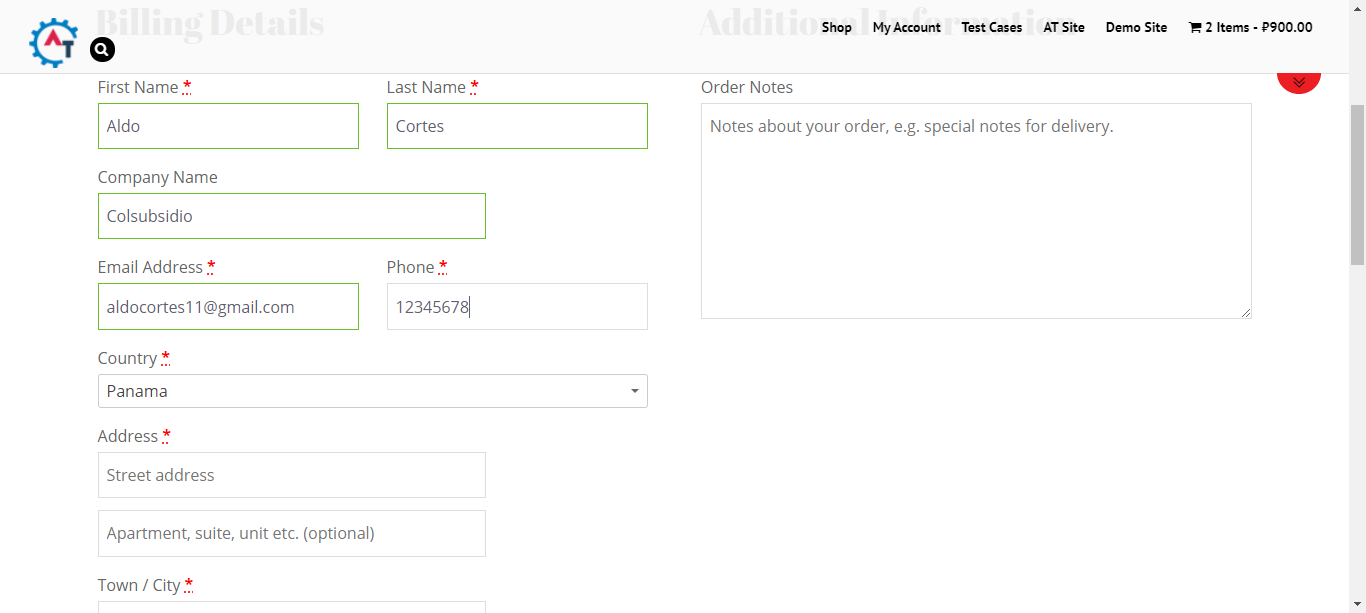 Billing Details
Additional Information
AT
Shop My Account Test Cases AT Site Demo Site 2 Items - ₽900.00
First Name *
Last Name *
Order Notes
Aldo
Cortes
Notes about your order, e.g. special notes for delivery.
Company Name
Colsubsidio
Email Address *
Phone *
aldocortes11@gmail.com
12345678
Country *
Panama
Address *
Street address
Apartment, suite, unit etc. (optional)
Town / City *